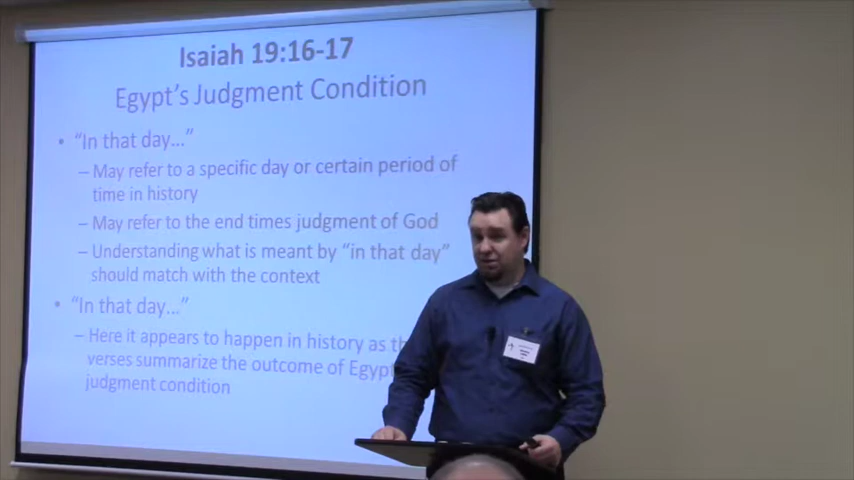 Isaiah 19:16-17
Egypt's Judgment Condition
• "In that day..."
– May refer to a specific day or certain period of
time in history
– May refer to the end times judgment of God
– Understanding what is meant by "in that day"
should match with the context
• "In that day..."
– Here it appears to happen in history as
verses summarize the outcome of
judgment condition